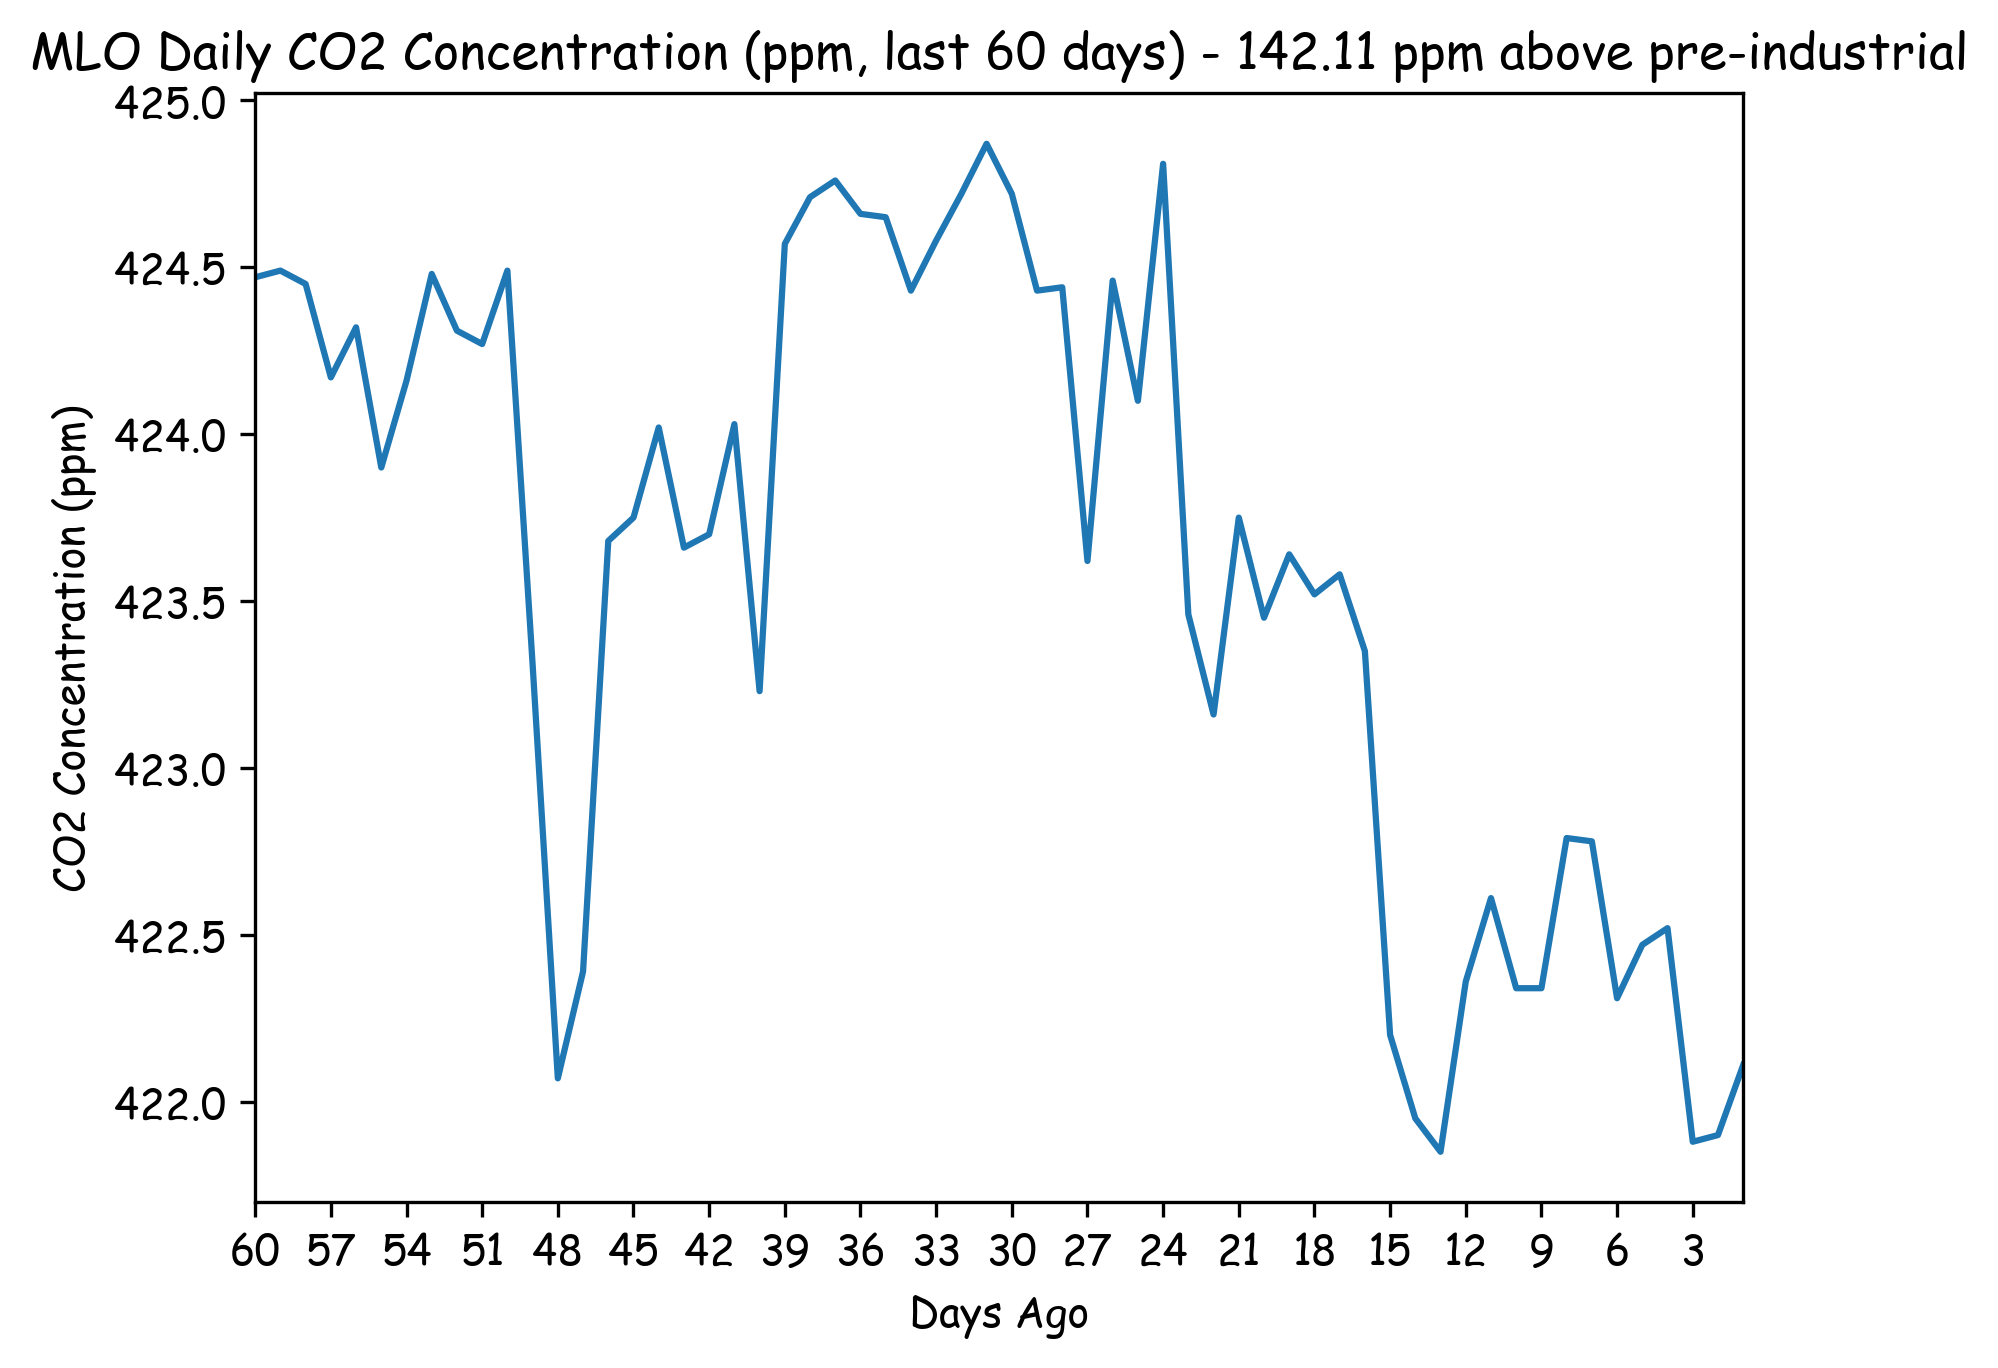 MLO Daily CO2 Concentration (ppm, last 60 days) - 142.11 ppm above pre-industrial
425.0
424.5
424.0
423.5
423.0
422.5
422.0
CO2 Concentration (ppm)
60 57 54 51 48 45 42 39 36 33 30 27 24 21 18 15 12 9 6 3
Days Ago